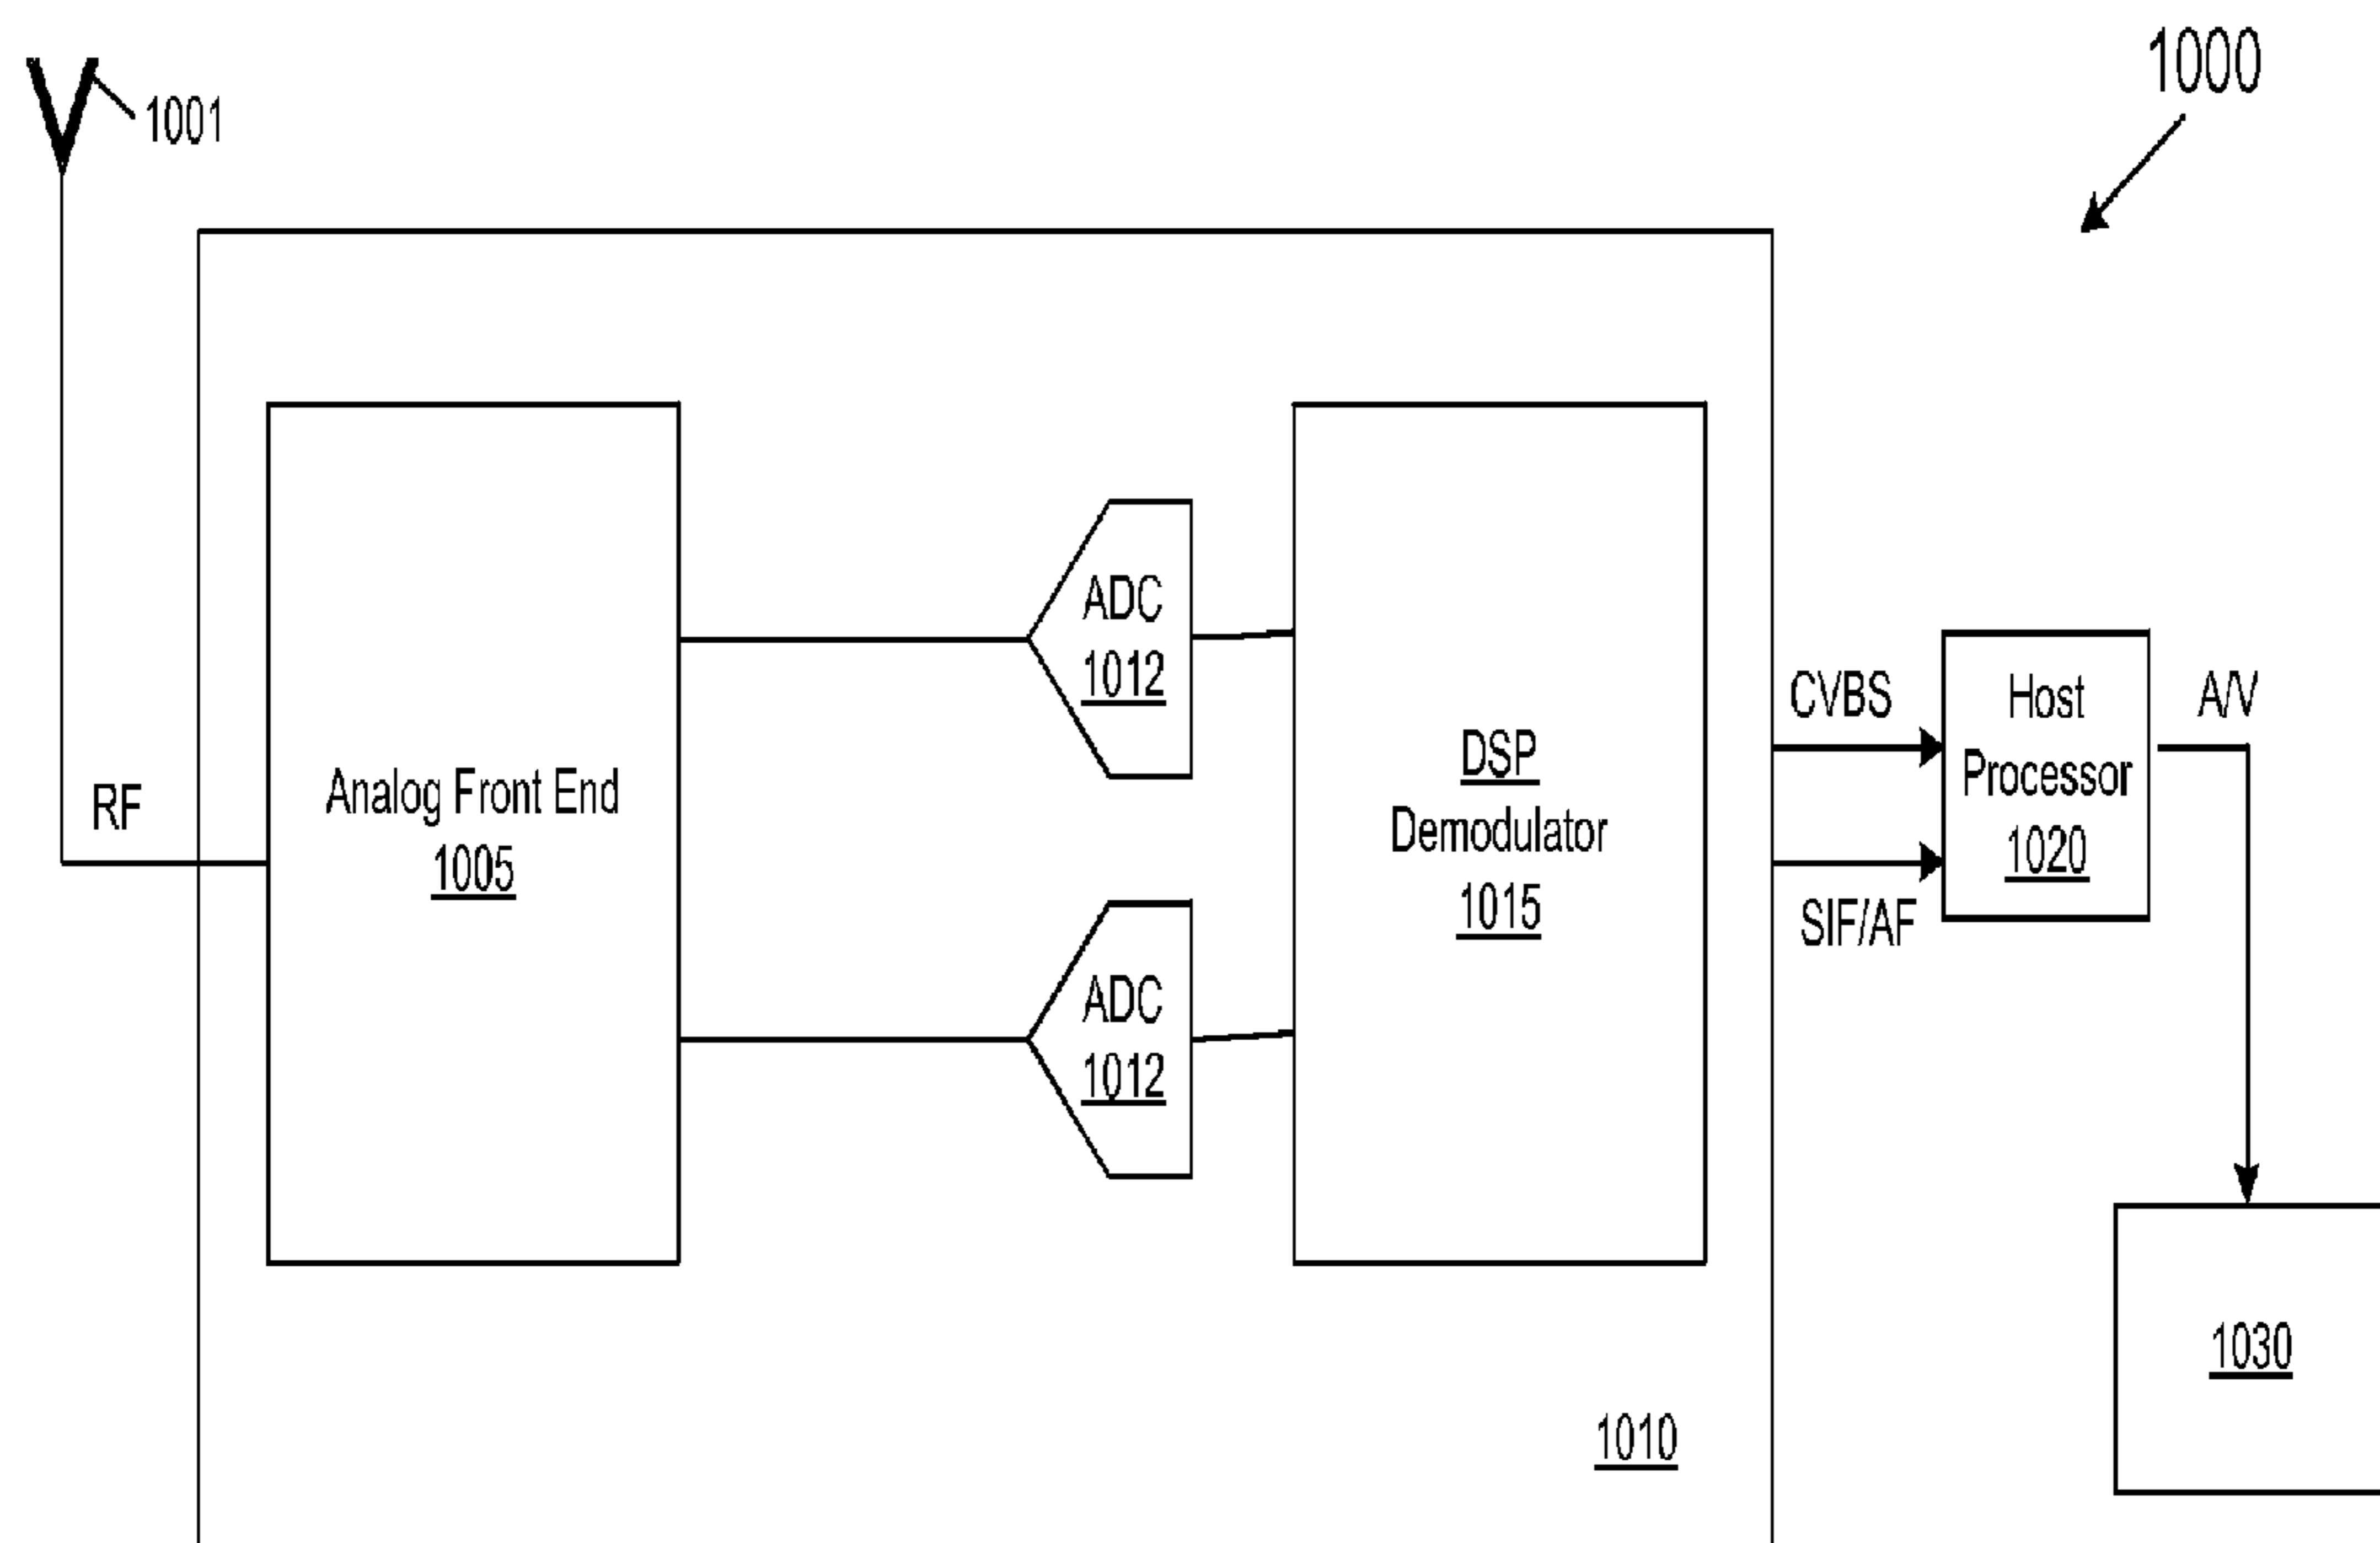 1000
1001
ADC
1012
CVBS
Host
Processor
1020
A/V
DSP
Demodulator
1015
RF
Analog Front End
1005
SIF/AF
ADC
1012
1030
1010